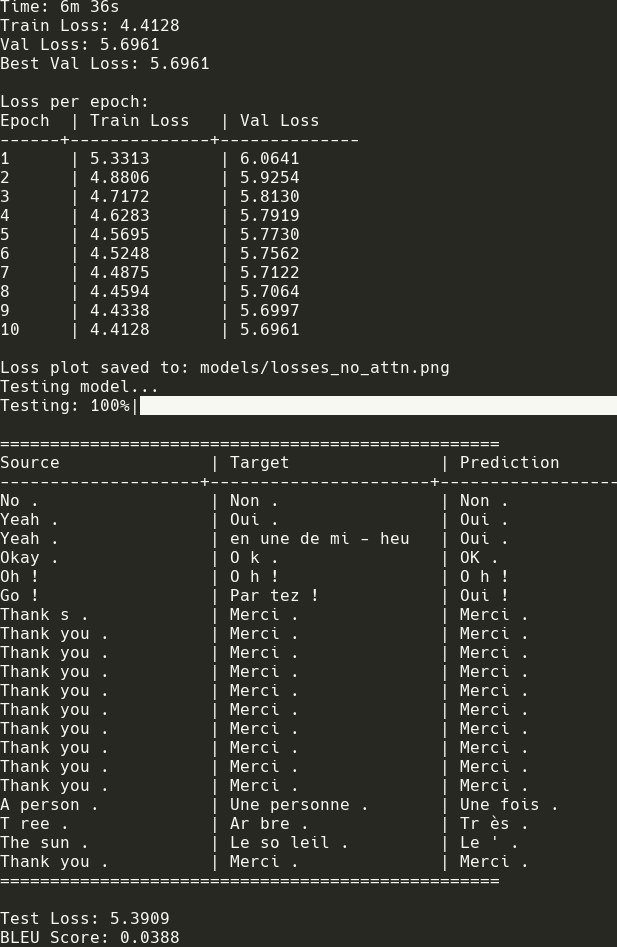 Time: 6m 36s
Train Loss: 4.4128
Val Loss: 5.6961
Best Val Loss: 5.6961

Loss per epoch:
Epoch  | Train Loss   | Val Loss
------+--------------+--------------
1      | 5.3313       | 6.0641
2      | 4.8806       | 5.9254
3      | 4.7172       | 5.8130
4      | 4.6283       | 5.7919
5      | 4.5695       | 5.7730
6      | 4.5248       | 5.7562
7      | 4.4875       | 5.7122
8      | 4.4594       | 5.7064
9      | 4.4338       | 5.6997
10     | 4.4128       | 5.6961

Loss plot saved to: models/losses_no_attn.png
Testing model...
Testing: 100%|

==================================================
Source               | Target               | Prediction
--------------------+----------------------+------------------
No .                 | Non .                | Non .
Yeah .               | Oui .                | Oui .
Yeah .               | en une de mi - heu   | Oui .
Okay .               | O k .                | OK .
Oh !                 | O h !                | O h !
Go !                 | Par tez !            | Oui !
Thank s .            | Merci .              | Merci .
Thank you .          | Merci .              | Merci .
Thank you .          | Merci .              | Merci .
Thank you .          | Merci .              | Merci .
Thank you .          | Merci .              | Merci .
Thank you .          | Merci .              | Merci .
Thank you .          | Merci .              | Merci .
Thank you .          | Merci .              | Merci .
Thank you .          | Merci .              | Merci .
Thank you .          | Merci .              | Merci .
A person .           | Une personne .       | Une fois .
T ree .              | Ar bre .             | Tr ès .
The sun .            | Le so leil .         | Le ' .
Thank you .          | Merci .              | Merci .
==================================================

Test Loss: 5.3909
BLEU Score: 0.0388